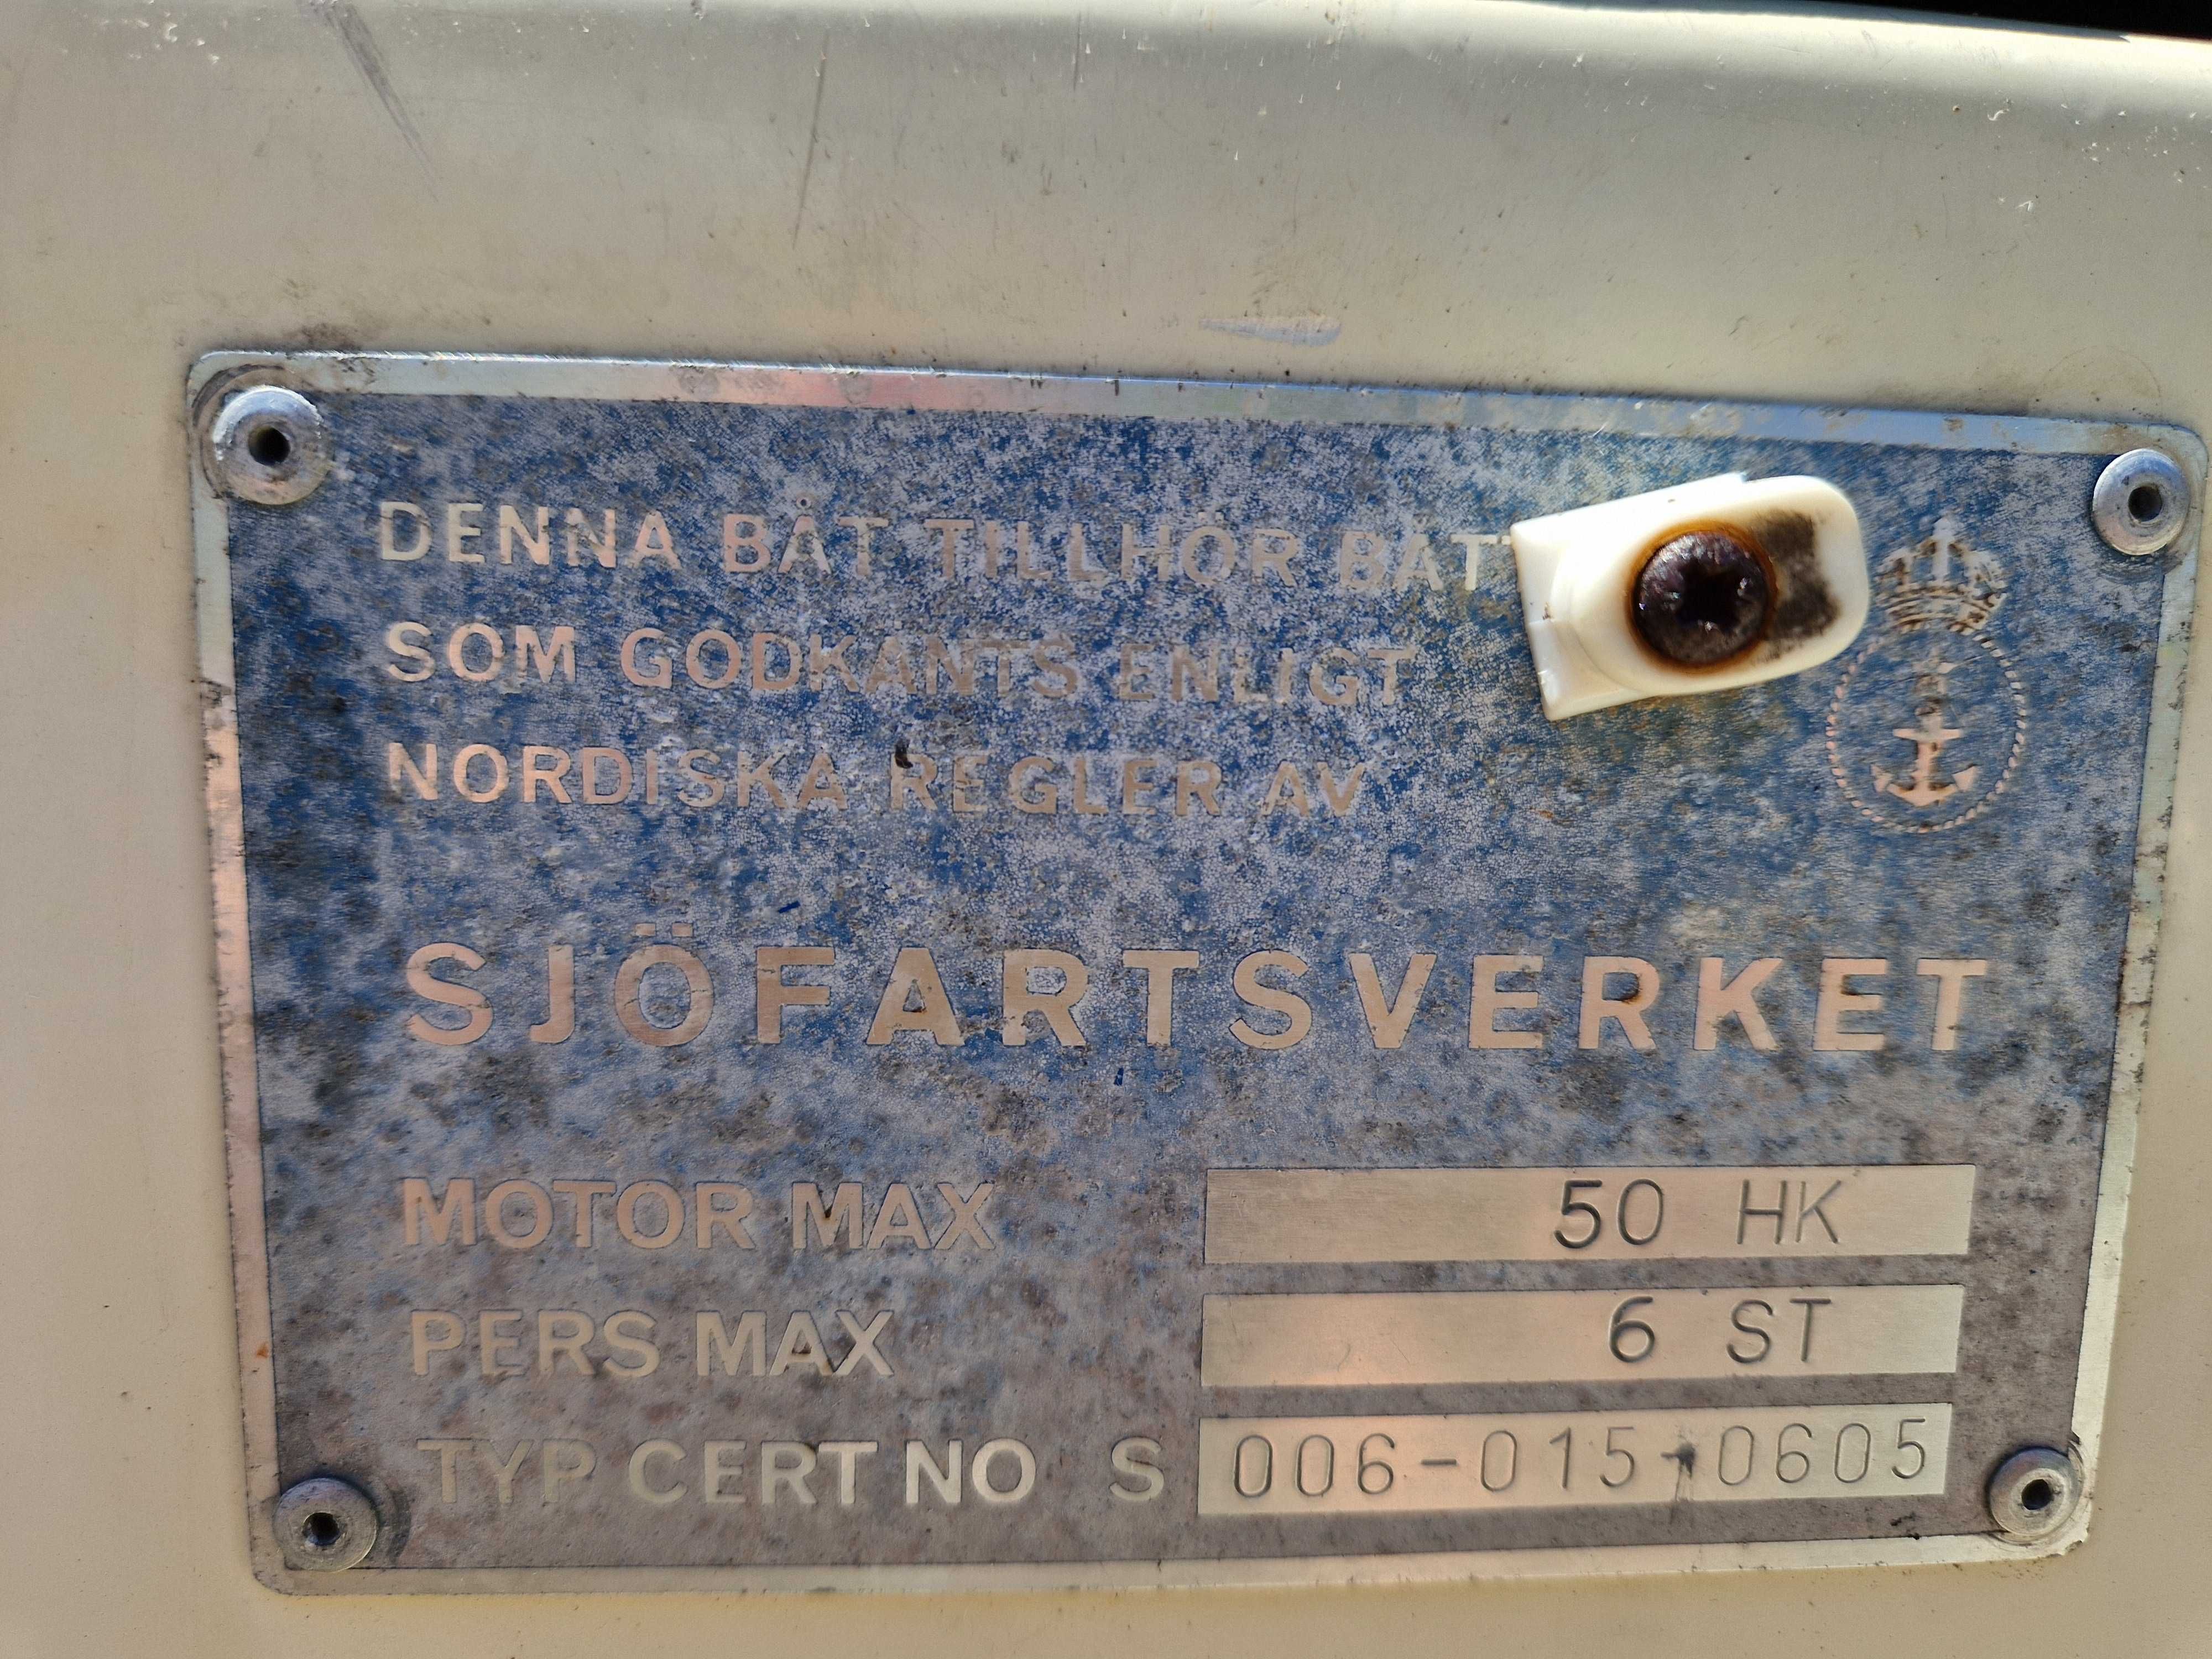 DENNA BÅT TILLHÖR
SOM GODKÄNTS ENLIGT
NORDISKA REGLER AV
SJÖFARTSVERKET
MOTOR MAX 50 HK
PERS MAX 6 ST
TYP CERT NO S 006-015-0605